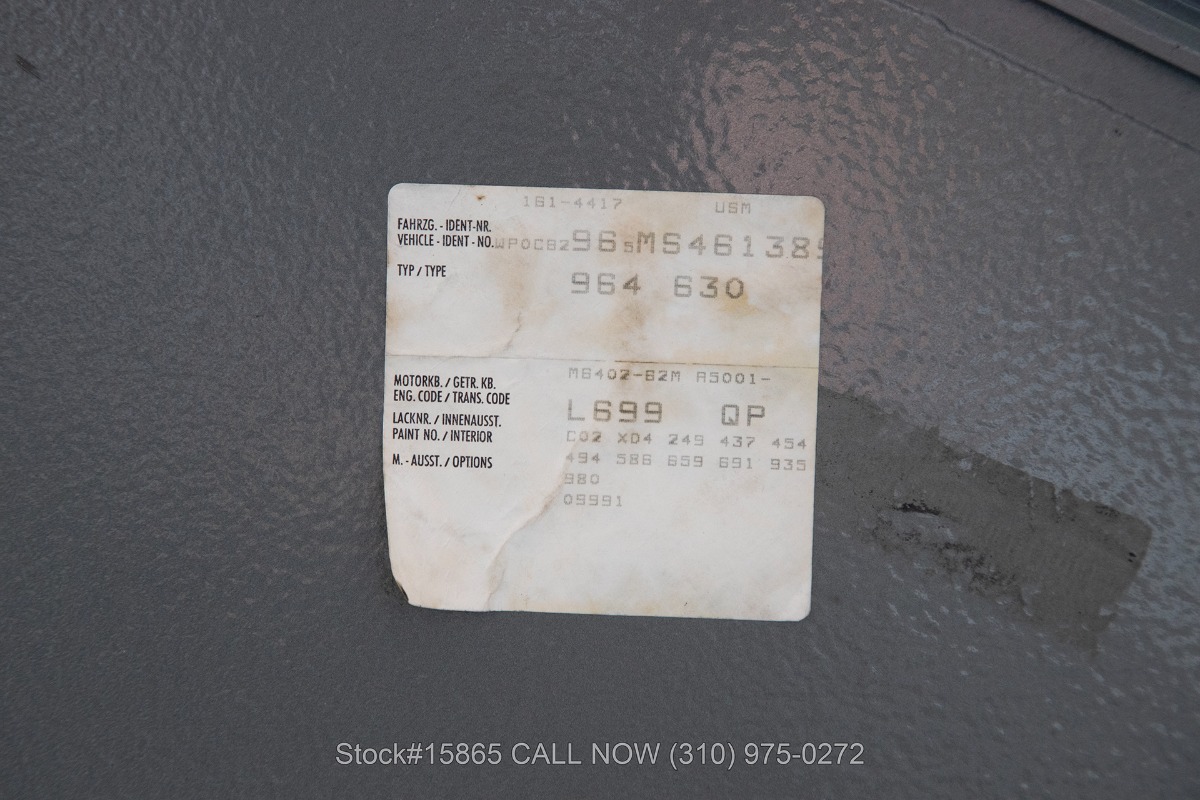 161-4417 USM
FAHRZG. - IDENT-NR.
VEHICLE - IDENT - NO. WP0CB2965MS461389
TYP / TYPE 964 630
MOTORKB. / GETR. KB. M6402-62M A5001-
ENG. CODE / TRANS. CODE
LACKNR. / INNENAUSST. L699 QP
PAINT NO. / INTERIOR C02 XD4 249 437 454
M. - AUSST. / OPTIONS 494 586 659 691 935
980
09991
Stock#15865 CALL NOW (310) 975-0272